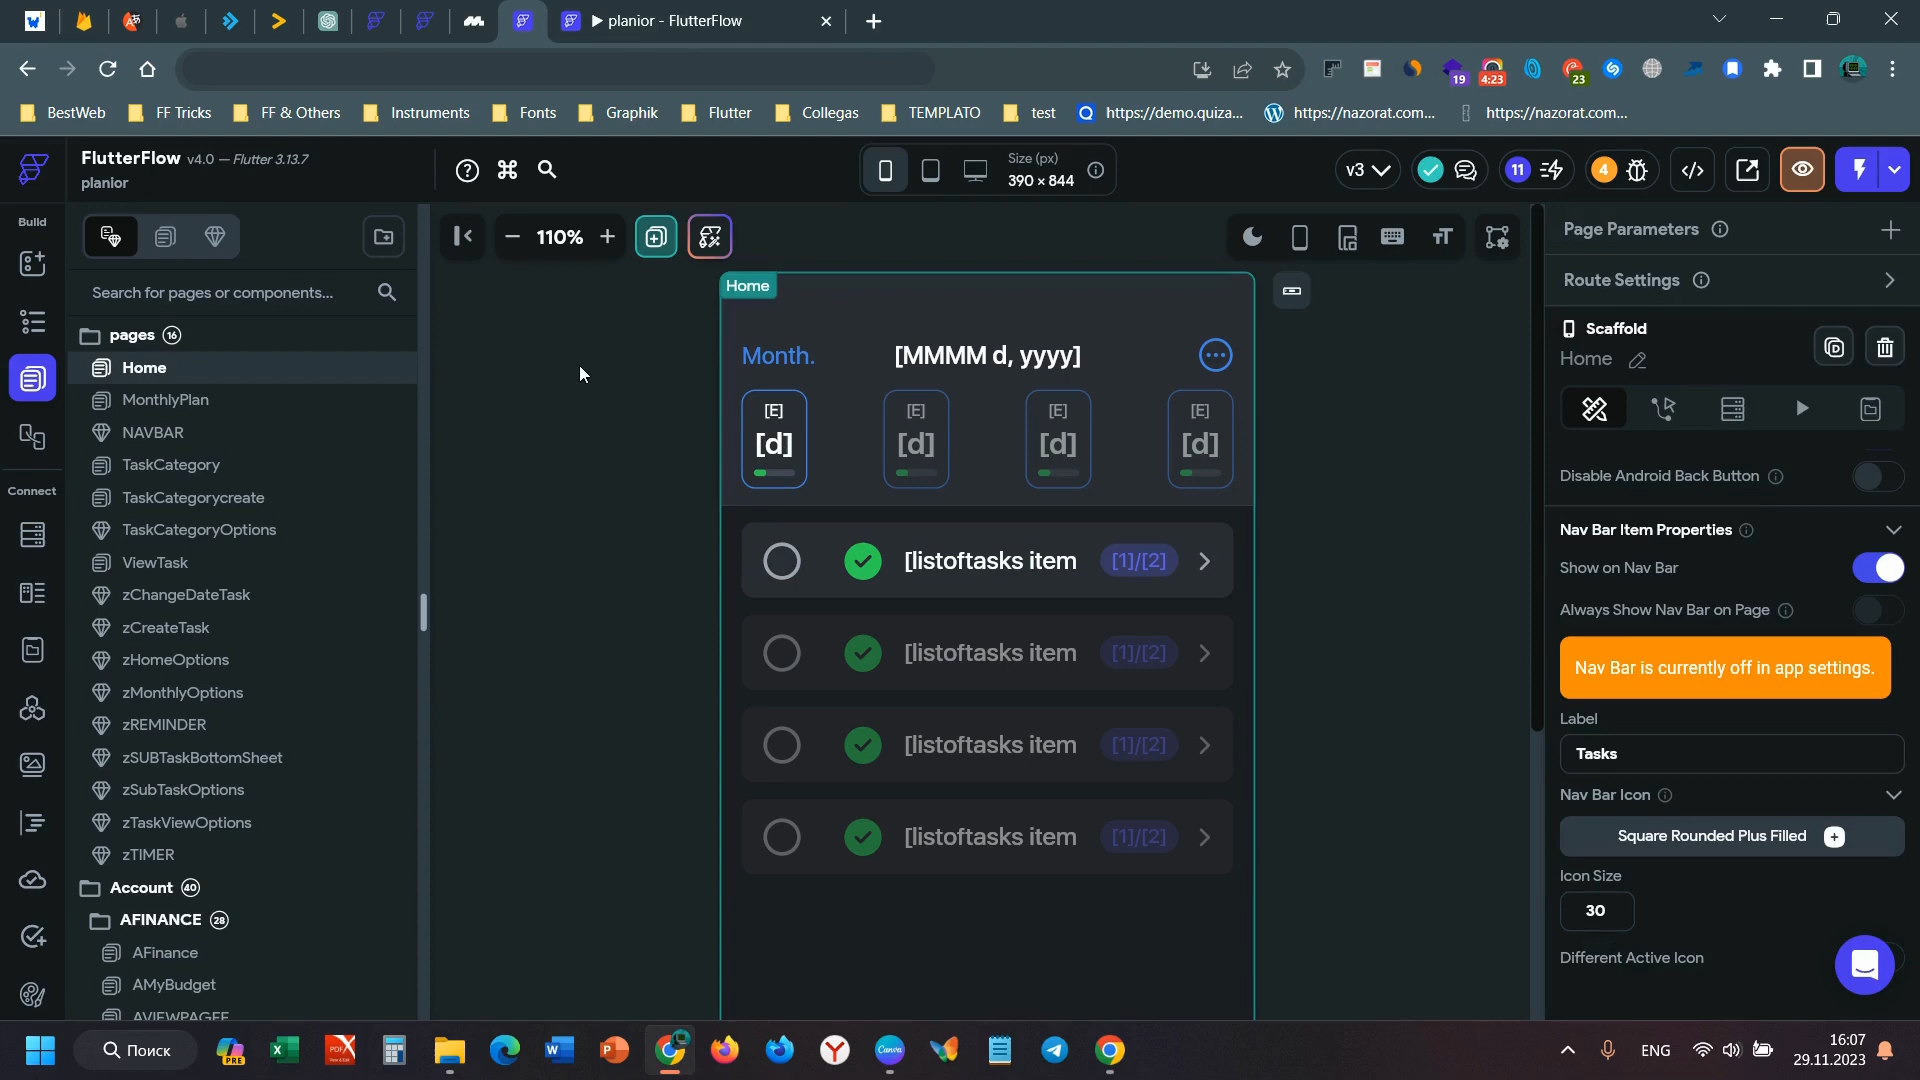 planior - FlutterFlow
19
4:23
23
BestWeb
FF Tricks
FF & Others
Instruments
Fonts
Graphik
Flutter
Collegas
TEMPLATO
test
https://demo.quiza...
https://nazorat.com...
https://nazorat.com...
FlutterFlow v4.0 — Flutter 3.13.7
planior
Size (px)
390 × 844
v3
11
4
Build
110%
Page Parameters
Search for pages or components...
Route Settings
Home
pages 16
Scaffold
Home
Home
Month.
[MMMM d, yyyy]
MonthlyPlan
NAVBAR
[E]
[E]
[E]
[E]
[d]
[d]
[d]
[d]
TaskCategory
Connect
TaskCategorycreate
Disable Android Back Button
TaskCategoryOptions
Nav Bar Item Properties
ViewTask
[listoftasks item
[1]/[2]
Show on Nav Bar
zChangeDateTask
Always Show Nav Bar on Page
zCreateTask
[listoftasks item
[1]/[2]
Nav Bar is currently off in app settings.
zHomeOptions
zMonthlyOptions
Label
zREMINDER
[listoftasks item
[1]/[2]
Tasks
zSUBTaskBottomSheet
Nav Bar Icon
zSubTaskOptions
Square Rounded Plus Filled
zTaskViewOptions
[listoftasks item
[1]/[2]
zTIMER
Icon Size
Account 40
30
AFINANCE 28
AFinance
Different Active Icon
AMyBudget
AVIEWPAGEE
Поиск
PRE
ENG
16:07
29.11.2023